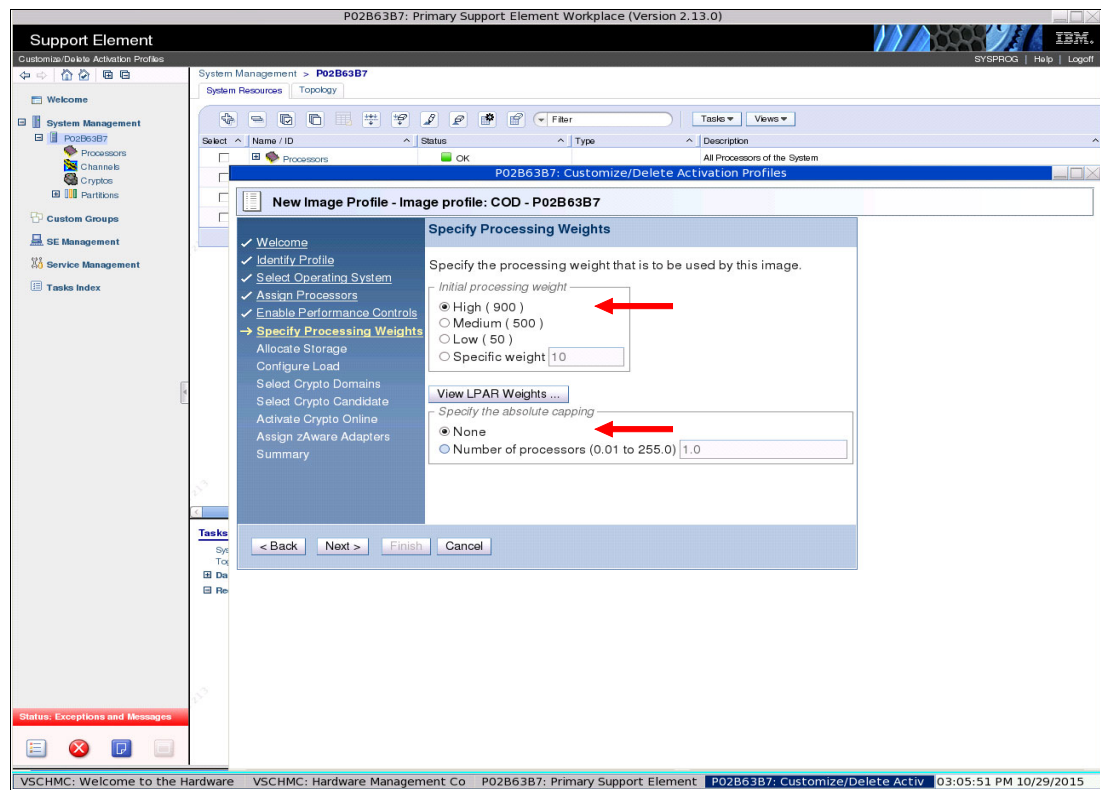 P02B63B7: Primary Support Element Workplace (Version 2.13.0)
Support Element
IBM.
Customize/Delete Activation Profiles
SYSPROG | Help | Logoff
System Management > P02B63B7
System Resources Topology
Welcome
System Management
P02B63B7
Processors
Channels
Cryptos
Partitions
Custom Groups
SE Management
Service Management
Tasks Index
Filter Tasks Views
Select Name / ID Status Type Description
Processors OK All Processors of the System
P02B63B7: Customize/Delete Activation Profiles
New Image Profile - Image profile: COD - P02B63B7
Welcome
Identify Profile
Select Operating System
Assign Processors
Enable Performance Controls
Specify Processing Weights
Allocate Storage
Configure Load
Select Crypto Domains
Select Crypto Candidate
Activate Crypto Online
Assign zAware Adapters
Summary
Specify Processing Weights
Specify the processing weight that is to be used by this image.
Initial processing weight
High ( 900 )
Medium ( 500 )
Low ( 50 )
Specific weight 10
View LPAR Weights ...
Specify the absolute capping
None
Number of processors (0.01 to 255.0) 1.0
< Back Next > Finish Cancel
Tasks
Sys
Da
Re
Status: Exceptions and Messages
VSCHMC: Welcome to the Hardware VSCHMC: Hardware Management Co P02B63B7: Primary Support Element P02B63B7: Customize/Delete Activ 03:05:51 PM 10/29/2015